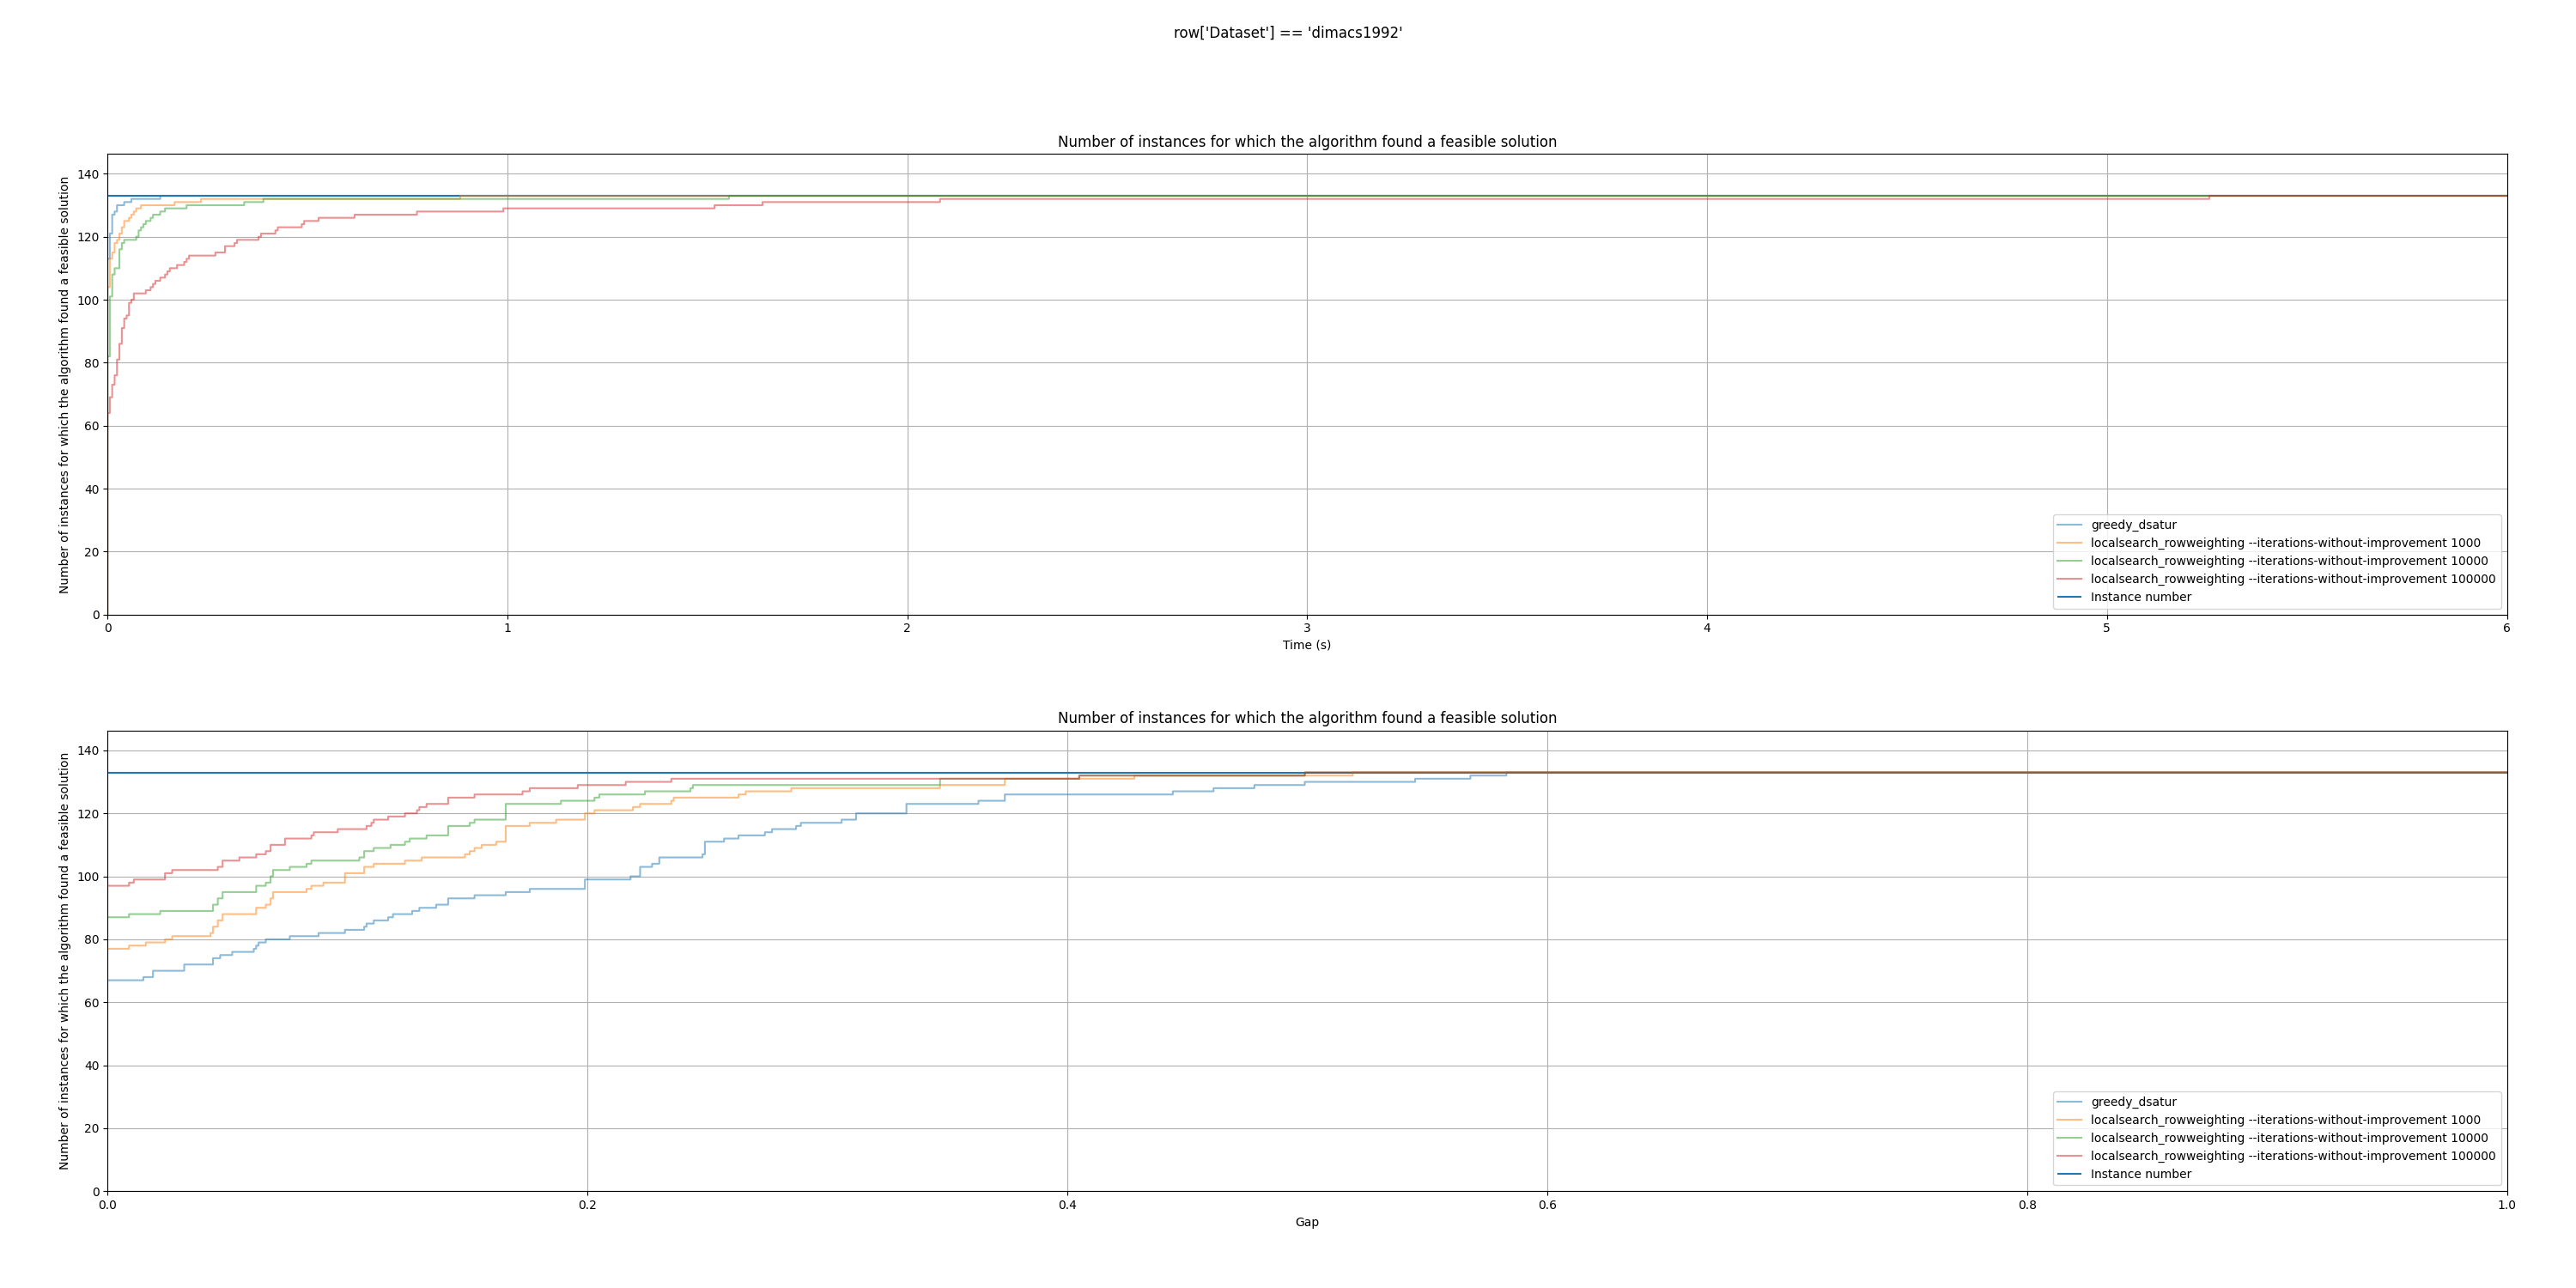 row['Dataset'] == 'dimacs1992'
Number of instances for which the algorithm found a feasible solution
Number of instances for which the algorithm found a feasible solution
140
120
100
80
60
40
20
0
greedy_dsatur
localsearch_rowweighting --iterations-without-improvement 1000
localsearch_rowweighting --iterations-without-improvement 10000
localsearch_rowweighting --iterations-without-improvement 100000
Instance number
0 1 2 3 4 5 6
Time (s)
Number of instances for which the algorithm found a feasible solution
Number of instances for which the algorithm found a feasible solution
140
120
100
80
60
40
20
0
greedy_dsatur
localsearch_rowweighting --iterations-without-improvement 1000
localsearch_rowweighting --iterations-without-improvement 10000
localsearch_rowweighting --iterations-without-improvement 100000
Instance number
0.0 0.2 0.4 0.6 0.8 1.0
Gap